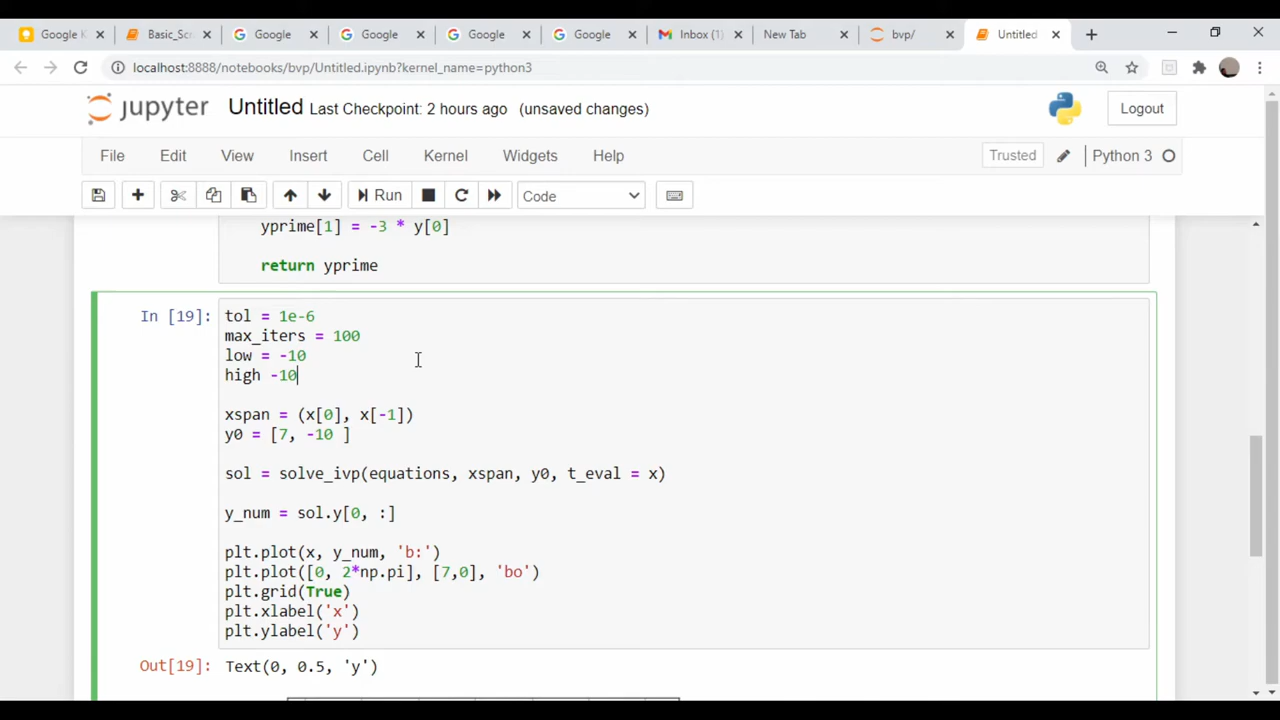 Google K
Basic_Scr
Google
Google
Google
Google
Inbox (1)
New Tab
bvp/
Untitled
localhost:8888/notebooks/bvp/Untitled.ipynb?kernel_name=python3
jupyter Untitled Last Checkpoint: 2 hours ago (unsaved changes)
Logout
File Edit View Insert Cell Kernel Widgets Help
Trusted
Python 3
Run
Code
yprime[1] = -3 * y[0]
return yprime
In [19]:
tol = 1e-6
max_iters = 100
low = -10
high -10
xspan = (x[0], x[-1])
y0 = [7, -10 ]
sol = solve_ivp(equations, xspan, y0, t_eval = x)
y_num = sol.y[0, :]
plt.plot(x, y_num, 'b:')
plt.plot([0, 2*np.pi], [7,0], 'bo')
plt.grid(True)
plt.xlabel('x')
plt.ylabel('y')
Out[19]: Text(0, 0.5, 'y')